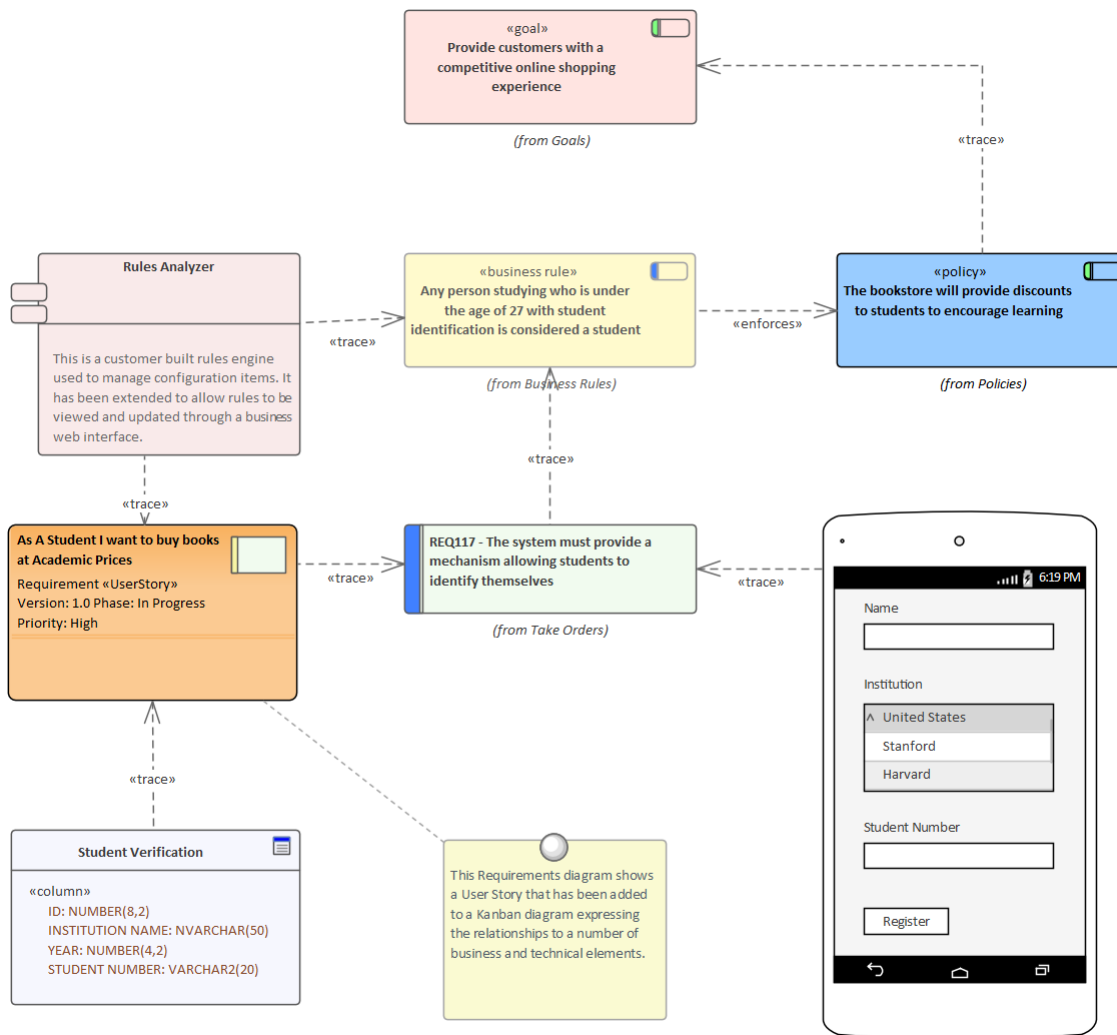 «goal»
Provide customers with a
competitive online shopping
experience
(from Goals)
«trace»
Rules Analyzer
This is a customer built rules engine
used to manage configuration items. It
has been extended to allow rules to be
viewed and updated through a business
web interface.
«trace»
«business rule»
Any person studying who is under
the age of 27 with student
identification is considered a student
(from Business Rules)
«enforces»
«policy»
The bookstore will provide discounts
to students to encourage learning
(from Policies)
«trace»
«trace»
As A Student I want to buy books
at Academic Prices
Requirement «UserStory»
Version: 1.0 Phase: In Progress
Priority: High
«trace»
REQ117 - The system must provide a
mechanism allowing students to
identify themselves
(from Take Orders)
«trace»
6:19 PM
Name
Institution
^ United States
Stanford
Harvard
Student Number
Register
«trace»
Student Verification
«column»
ID: NUMBER(8,2)
INSTITUTION NAME: NVARCHAR(50)
YEAR: NUMBER(4,2)
STUDENT NUMBER: VARCHAR2(20)
This Requirements diagram shows
a User Story that has been added
to a Kanban diagram expressing
the relationships to a number of
business and technical elements.